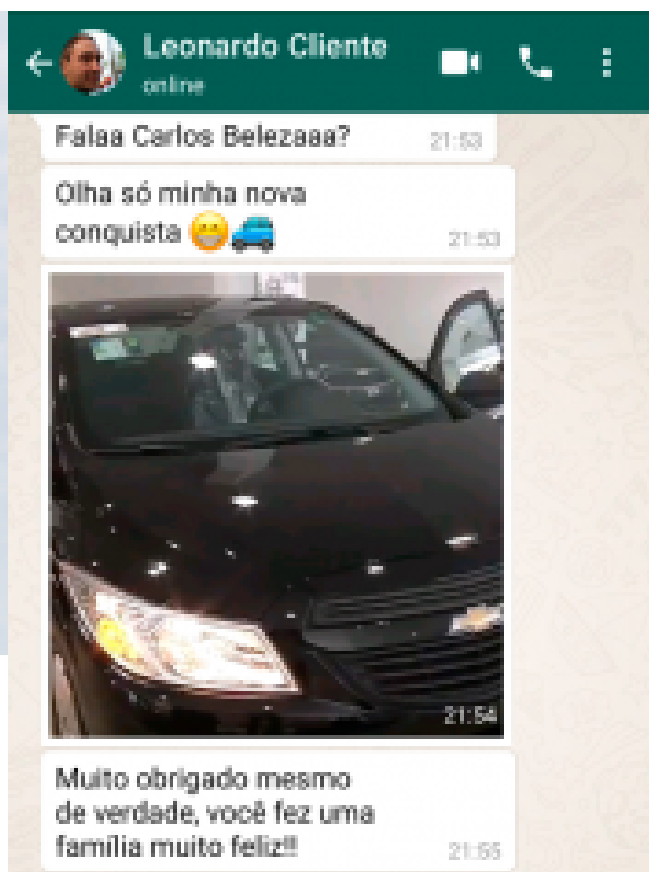 Leonardo Cliente
online
Falaa Carlos Belezaaa?
21:53
Olha só minha nova
conquista 😁🚙
21:53
21:54
Muito obrigado mesmo
de verdade, você fez uma
família muito feliz!!
21:55